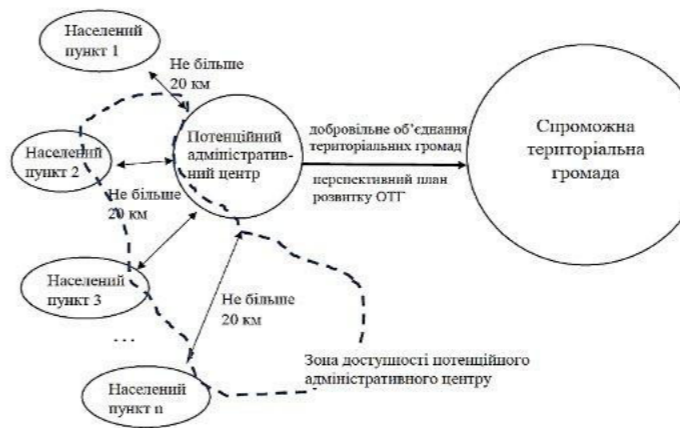 Населений
пункт 1
Не більше
20 км
Населений
пункт 2
Потенційний
адміністратив-
ний центр
добровільне об’єднання
територіальних громад
перспективний план
розвитку ОТГ
Спроможна
територіальна
громада
Не більше
20 км
Населений
пункт 3
Не більше
20 км
...
Зона доступності потенційного
адміністративного центру
Населений
пункт n